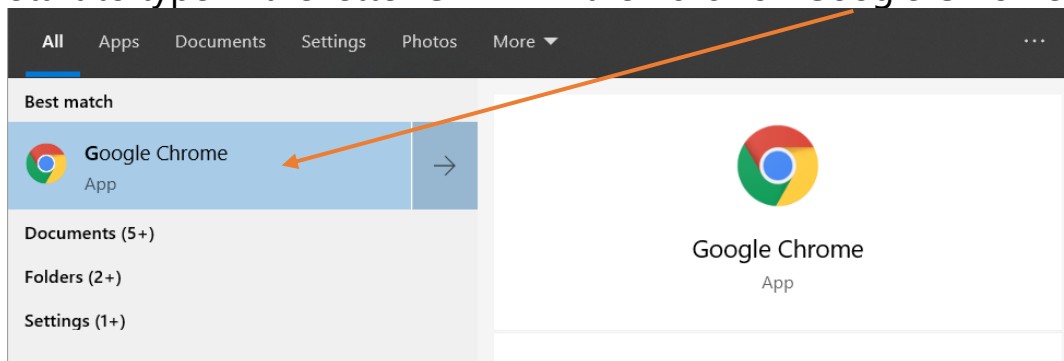 All Apps Documents Settings Photos More
Best match
Google Chrome
App
Documents (5+)
Folders (2+)
Settings (1+)
Google Chrome
App